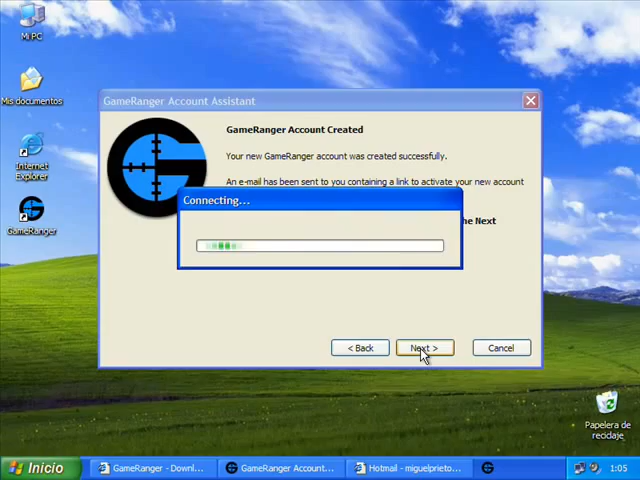 Mi PC
Mis documentos
Internet
Explorer
GameRanger
GameRanger Account Assistant
GameRanger Account Created
Your new GameRanger account was created successfully.
An e-mail has been sent to you containing a link to activate your new account
the Next
Connecting...
< Back
Next >
Cancel
Papelera de
reciclaje
Inicio
GameRanger - Downl...
GameRanger Account...
Hotmail - miguelprieto...
1:05